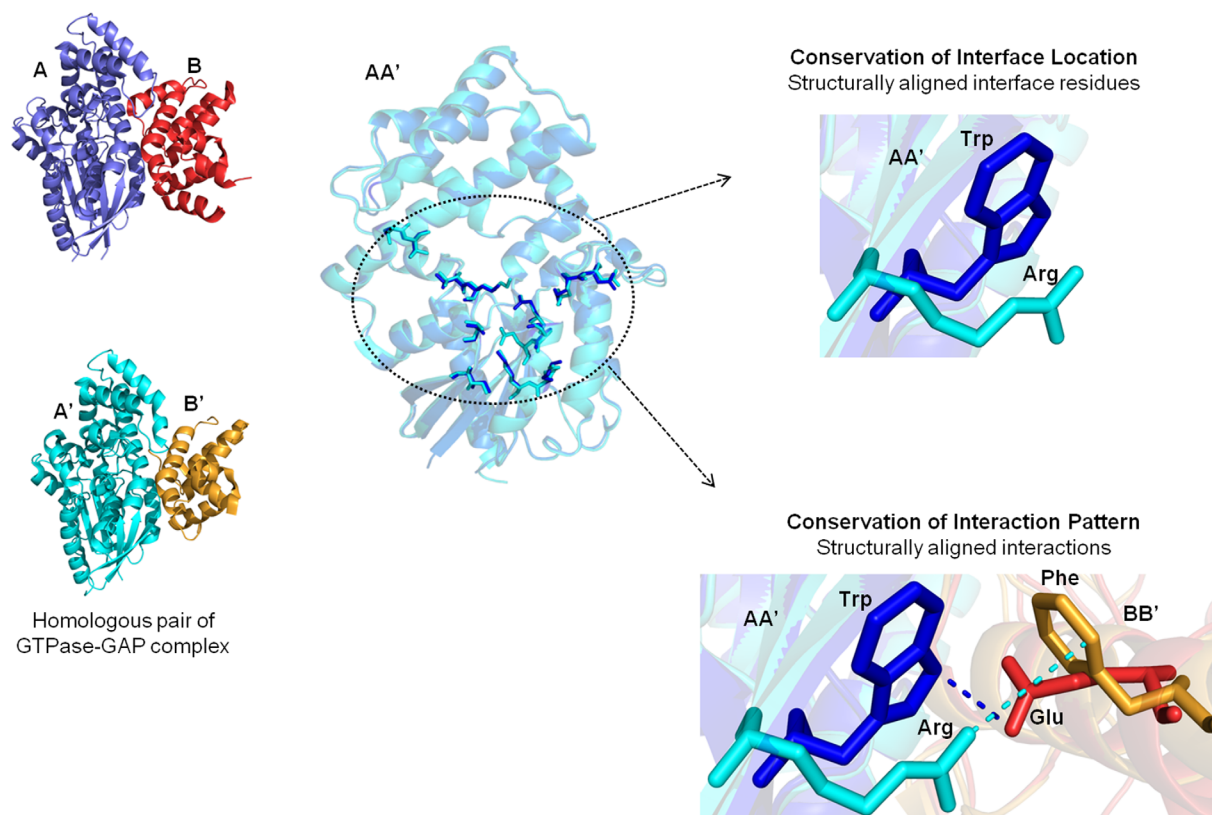 A
B
A’
B’
Homologous pair of
GTPase-GAP complex
AA’
Conservation of Interface Location
Structurally aligned interface residues
Trp
AA’
Arg
Conservation of Interaction Pattern
Structurally aligned interactions
Phe
Trp
BB’
AA’
Arg
Glu